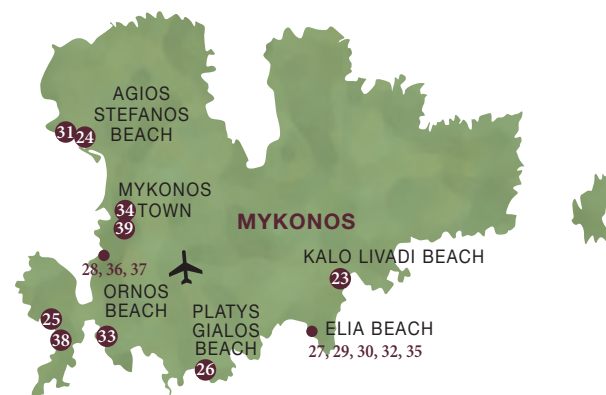 AGIOS
STEFANOS
BEACH
31
24
MYKONOS
TOWN
34
39
MYKONOS
28, 36, 37
KALO LIVADI BEACH
23
ORNOS
BEACH
33
25
38
PLATYS
GIALOS
BEACH
26
ELIA BEACH
27, 29, 30, 32, 35